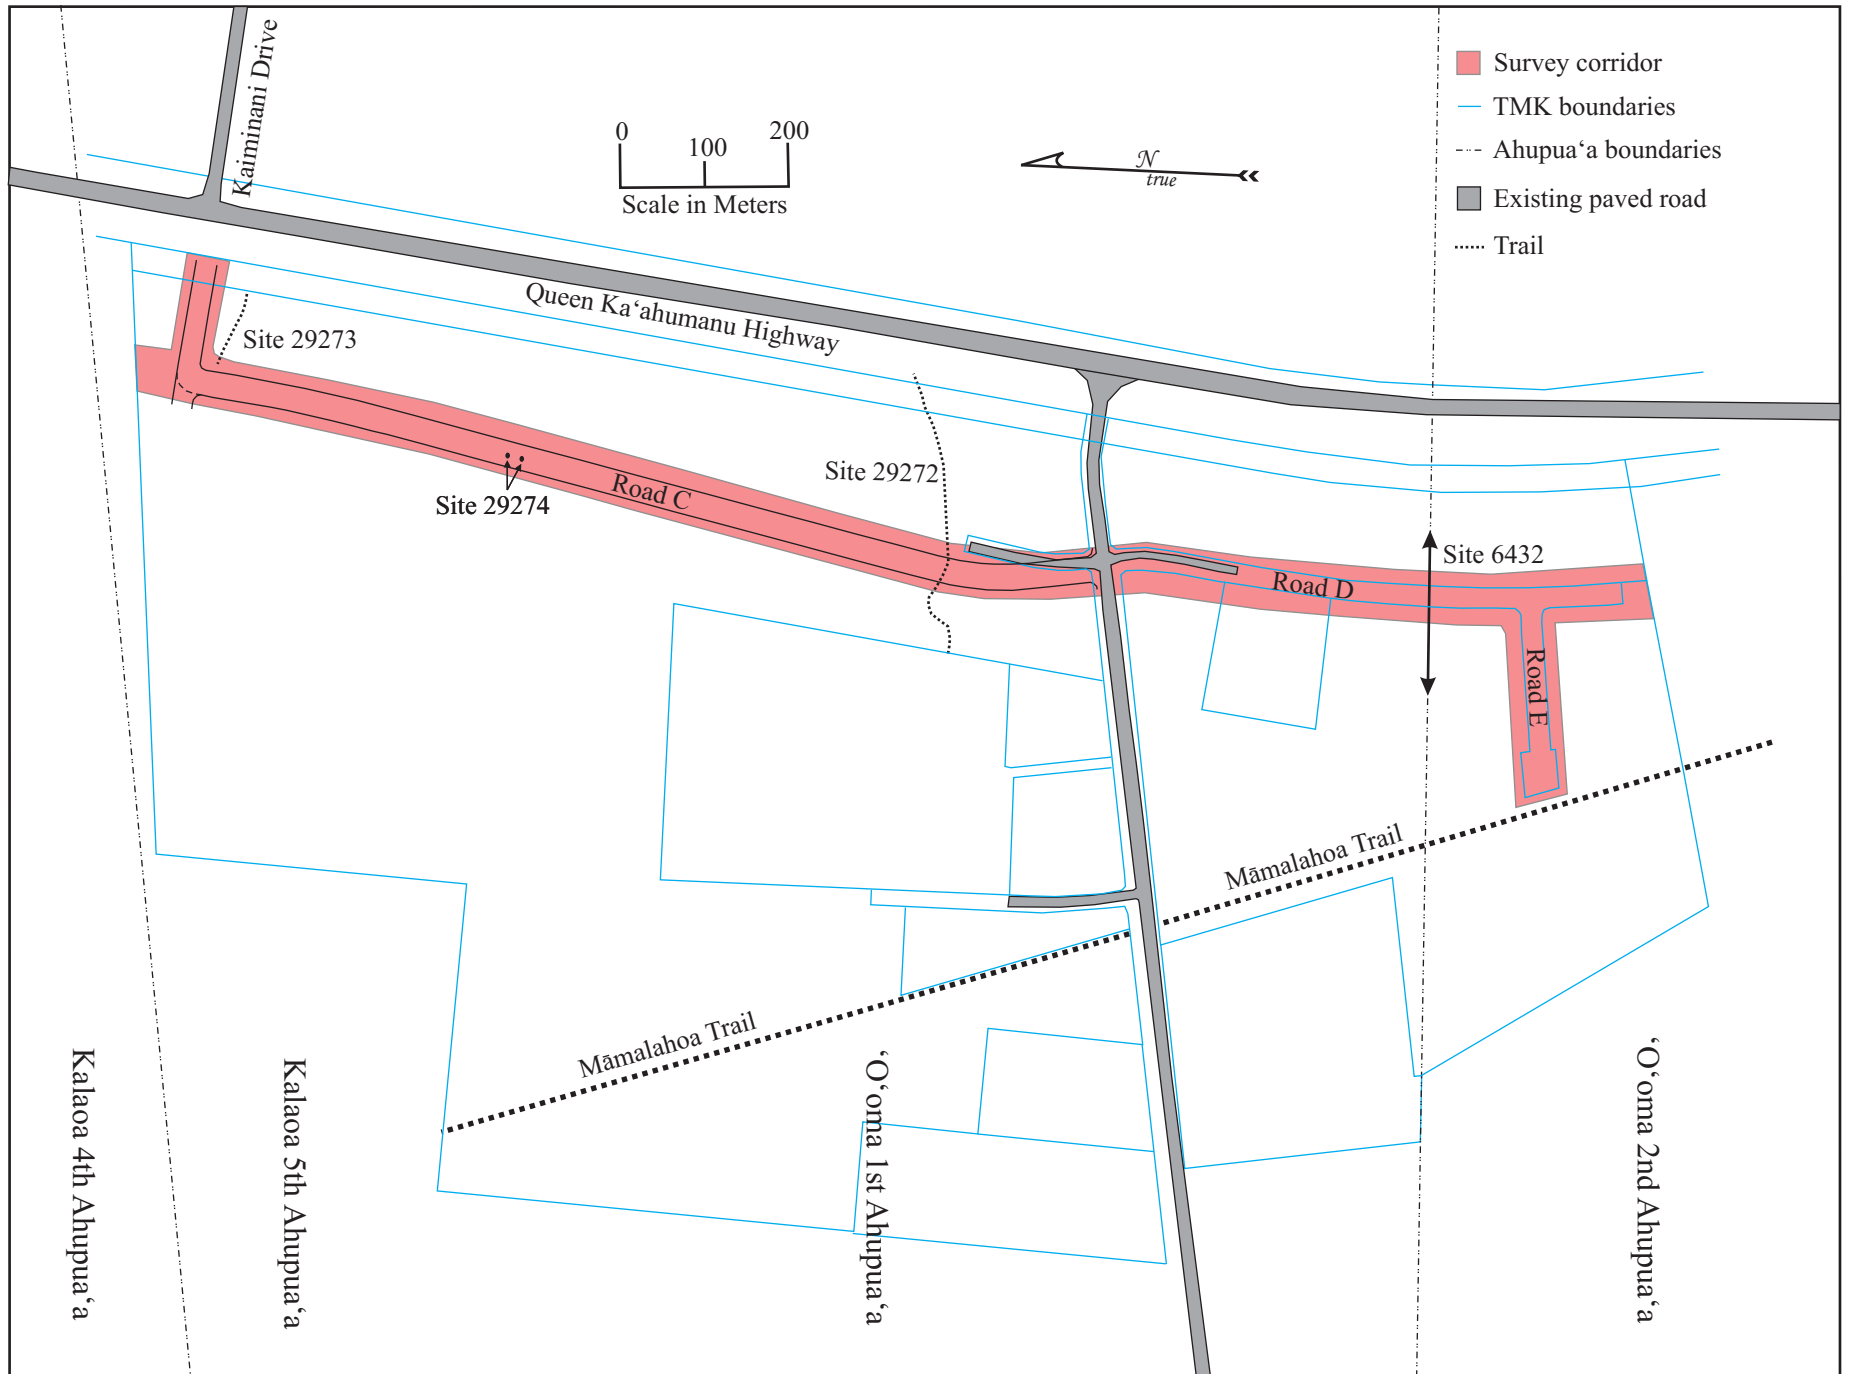 Kaiminani Drive
0
100
200
Scale in Meters
N
true
Survey corridor
TMK boundaries
Ahupuaʻa boundaries
Existing paved road
Trail
Queen Kaʻahumanu Highway
Site 29273
Site 29272
Site 29274
Road C
Site 6432
Road D
Road E
Māmalahoa Trail
Māmalahoa Trail
Kalaoa 4th Ahupuaʻa
Kalaoa 5th Ahupuaʻa
ʻOʻoma 1st Ahupuaʻa
ʻOʻoma 2nd Ahupuaʻa